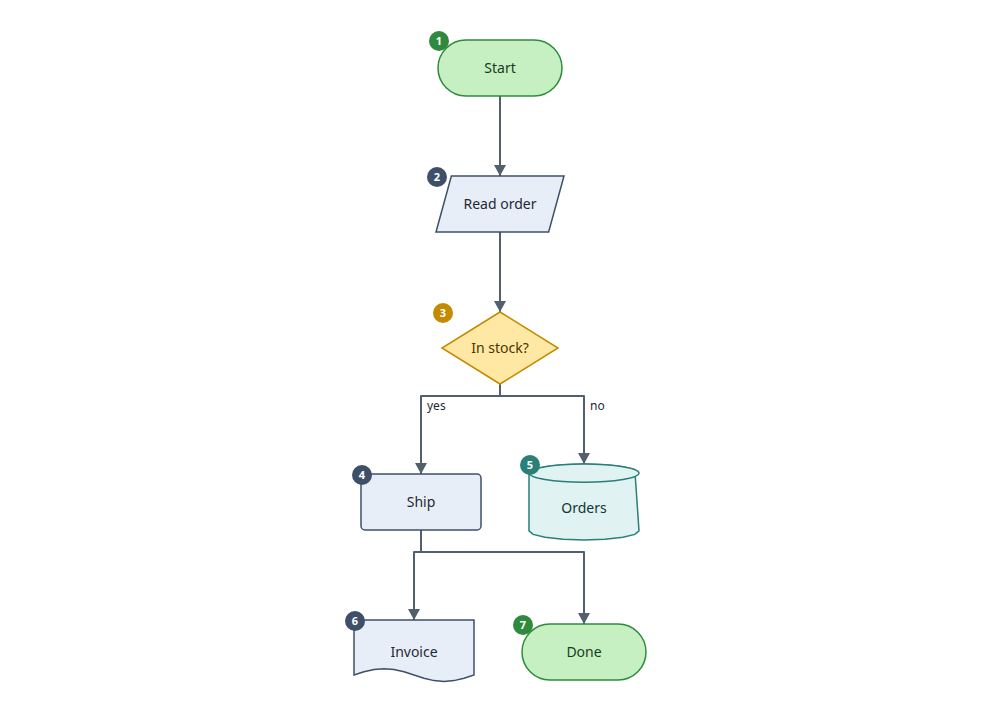 1
Start
2
Read order
3
In stock?
yes
no
4
Ship
5
Orders
6
Invoice
7
Done